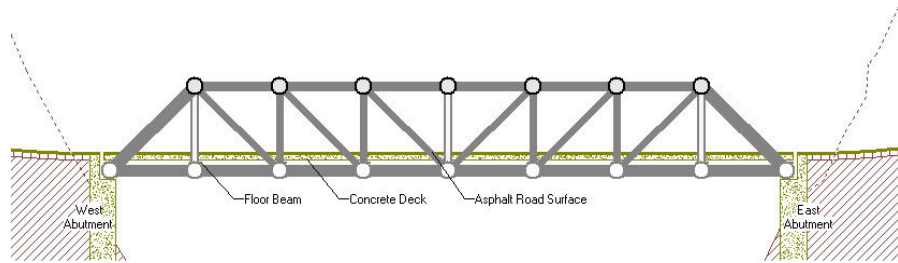 Floor Beam
Concrete Deck
Asphalt Road Surface
West
Abutment
East
Abutment